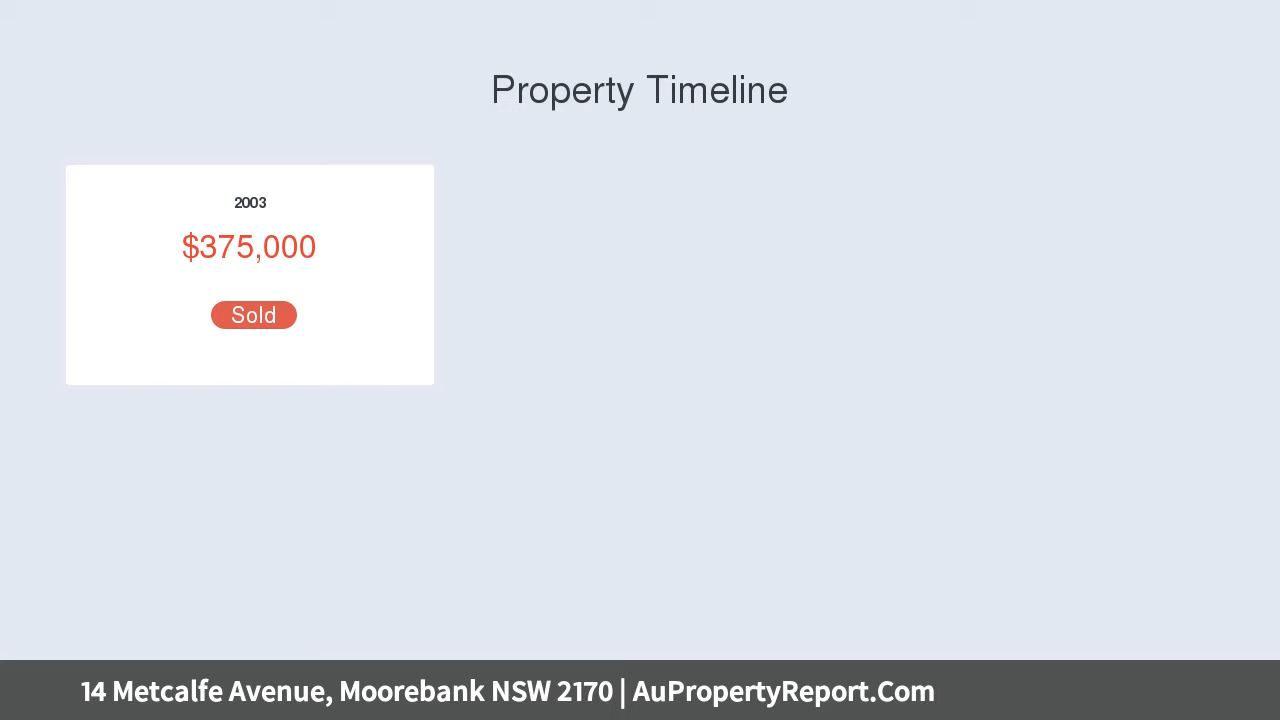 Property Timeline
2003
$375,000
Sold
14 Metcalfe Avenue, Moorebank NSW 2170 | AuPropertyReport.Com